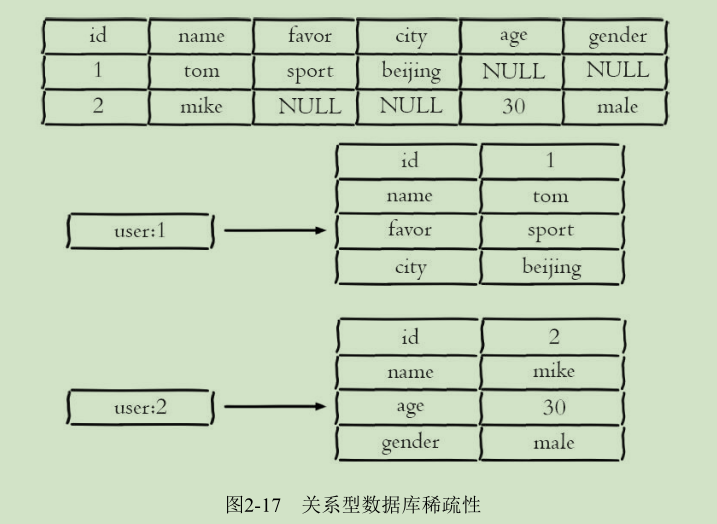 id name favor city age gender
1 tom sport beijing NULL NULL
2 mike NULL NULL 30 male
id 1
name tom
user:1
favor sport
city beijing
id 2
name mike
user:2
age 30
gender male
图2-17 关系型数据库稀疏性